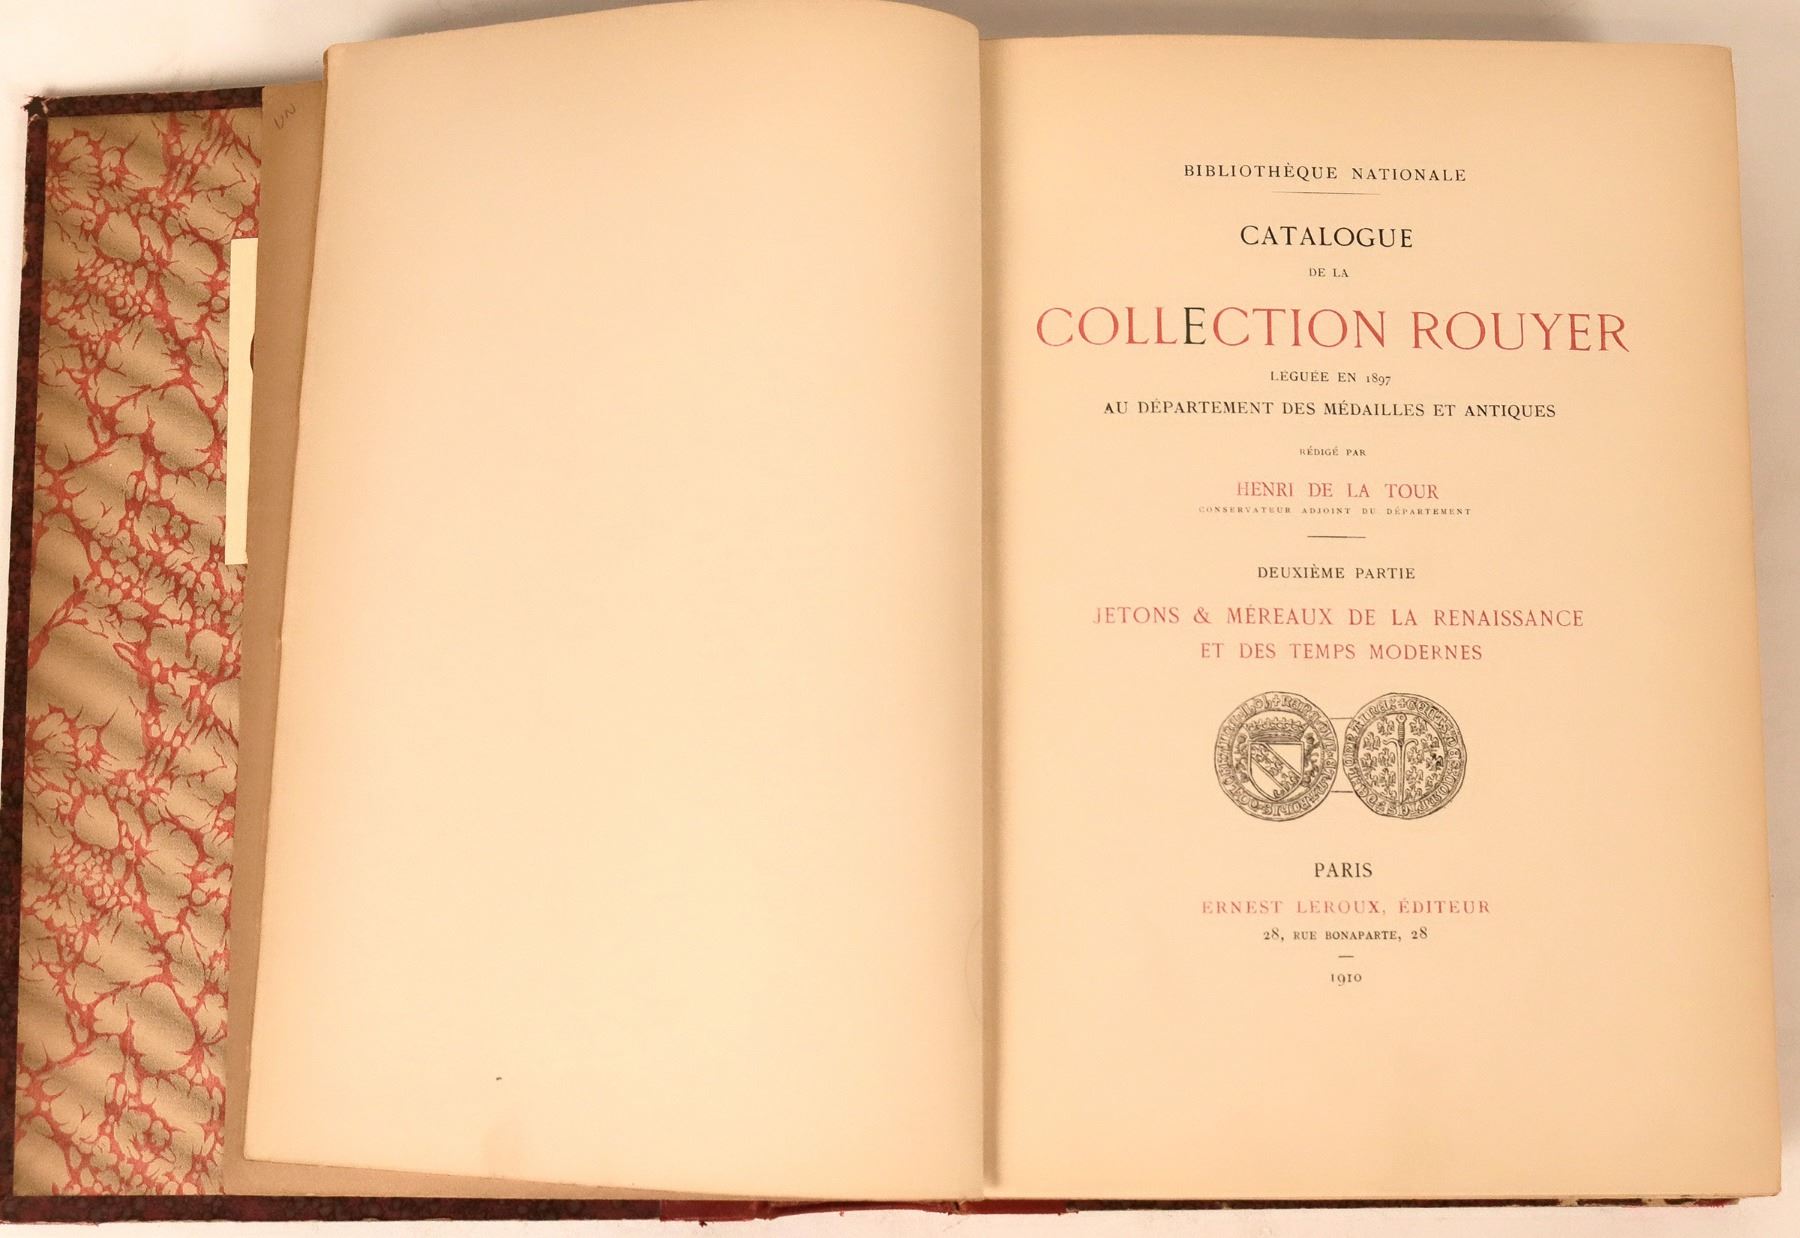 BIBLIOTHÈQUE NATIONALE
CATALOGUE
DE LA
COLLECTION ROUYER
LÉGUÉE EN 1897
AU DÉPARTEMENT DES MÉDAILLES ET ANTIQUES
RÉDIGÉ PAR
HENRI DE LA TOUR
CONSERVATEUR ADJOINT DU DÉPARTEMENT
DEUXIÈME PARTIE
JETONS & MÉREAUX DE LA RENAISSANCE
ET DES TEMPS MODERNES
PARIS
ERNEST LEROUX, ÉDITEUR
28, RUE BONAPARTE, 28
1910